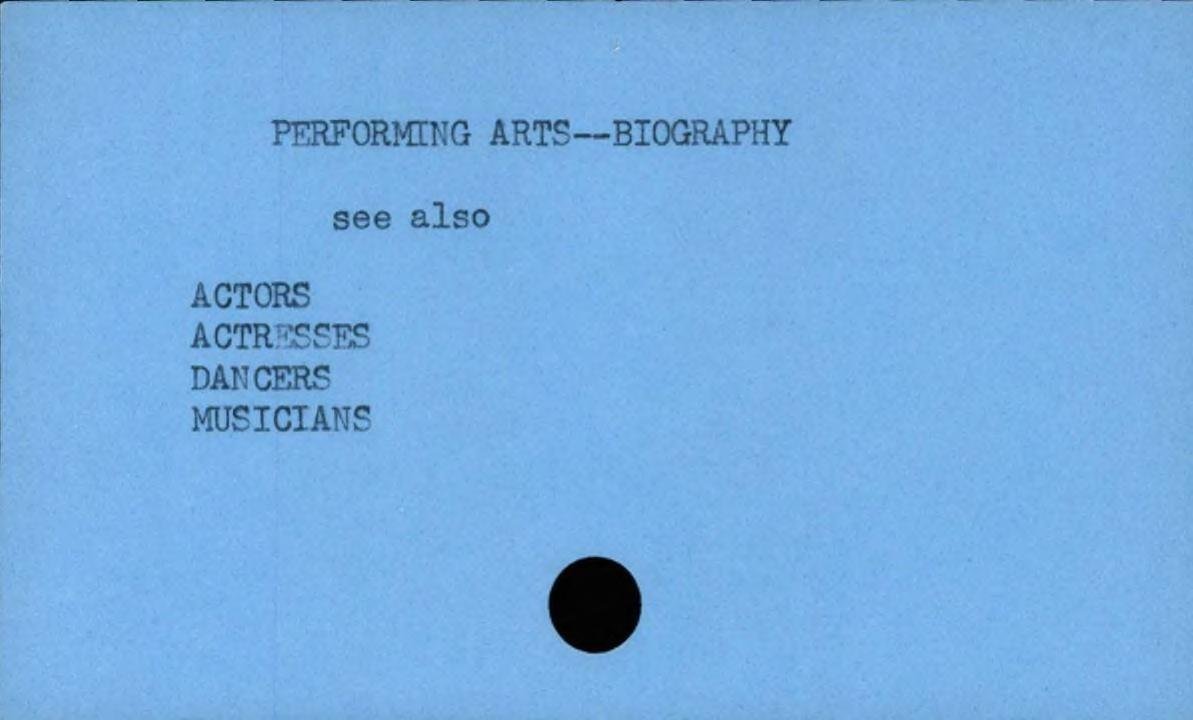 PERFORMING ARTS--BIOGRAPHY
see also
ACTORS
ACTRESSES
DANCERS
MUSICIANS